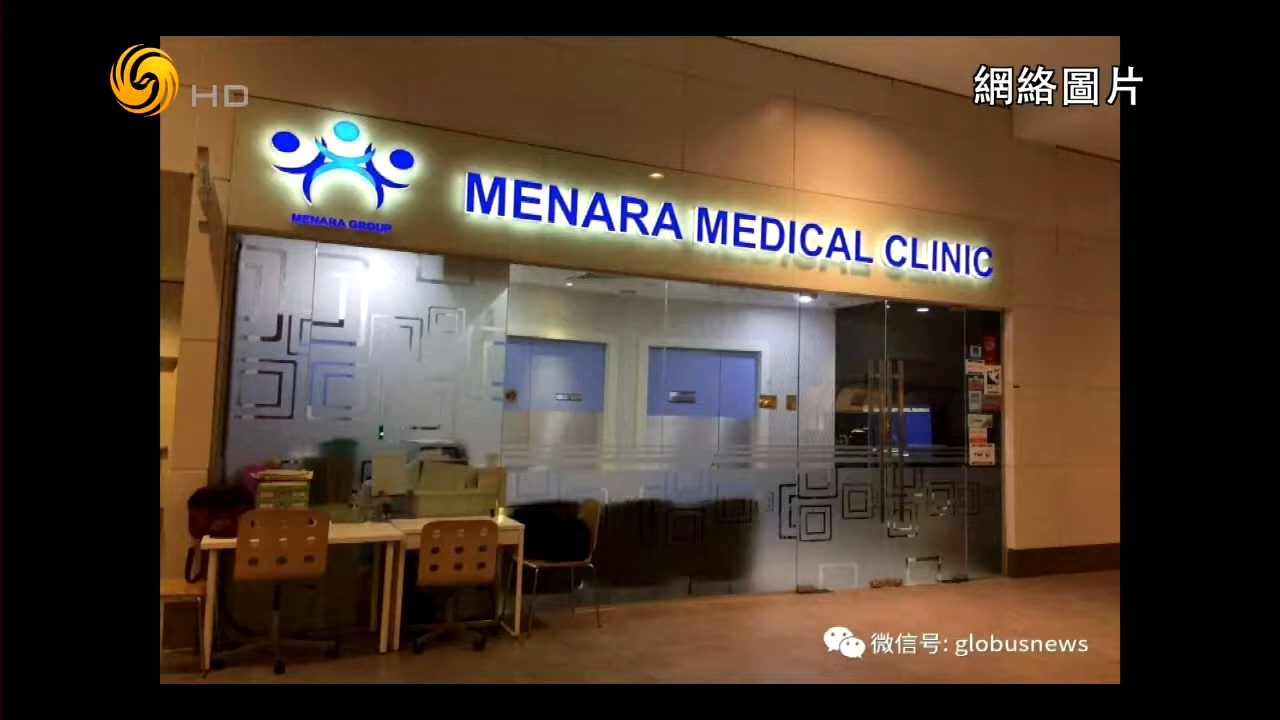 HD
網絡圖片
MENARA GROUP
MENARA MEDICAL CLINIC
微信号: globusnews